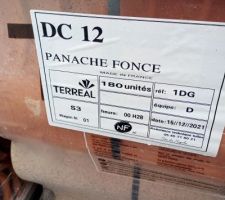 DC 12
PANACHE FONCE
MADE IN FRANCE
TERREAL
180 unités
réf: 1DG
S3
équipe: D
Wagon N: 01
heure: 00 H28
date: 15/12/2021
NF